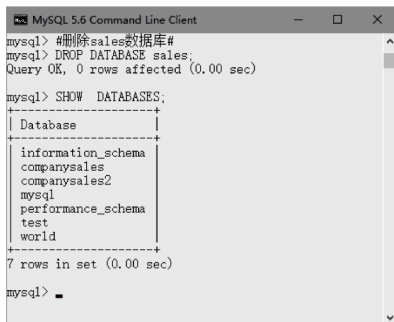 MySQL 5.6 Command Line Client
mysql> #删除sales数据库#
mysql> DROP DATABASE sales;
Query OK, 0 rows affected (0.00 sec)
mysql> SHOW  DATABASES;
+--------------------+
| Database           |
+--------------------+
| information_schema |
| companysales       |
| companysales2      |
| mysql              |
| performance_schema |
| test               |
| world              |
+--------------------+
7 rows in set (0.00 sec)
mysql>